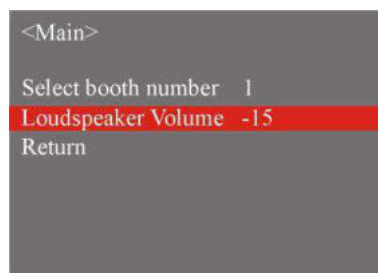 <Main>
Select booth number 1
Loudspeaker Volume -15
Return